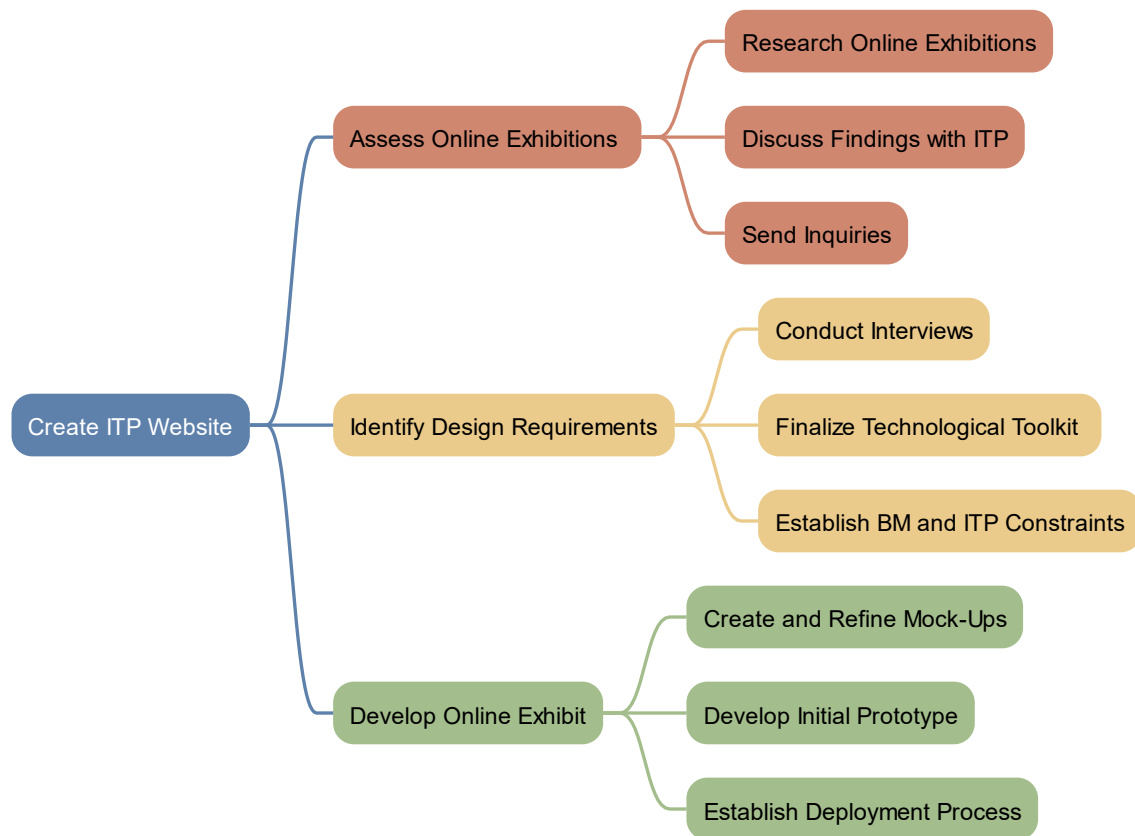 Create ITP Website
Assess Online Exhibitions
Research Online Exhibitions
Discuss Findings with ITP
Send Inquiries
Identify Design Requirements
Conduct Interviews
Finalize Technological Toolkit
Establish BM and ITP Constraints
Develop Online Exhibit
Create and Refine Mock-Ups
Develop Initial Prototype
Establish Deployment Process